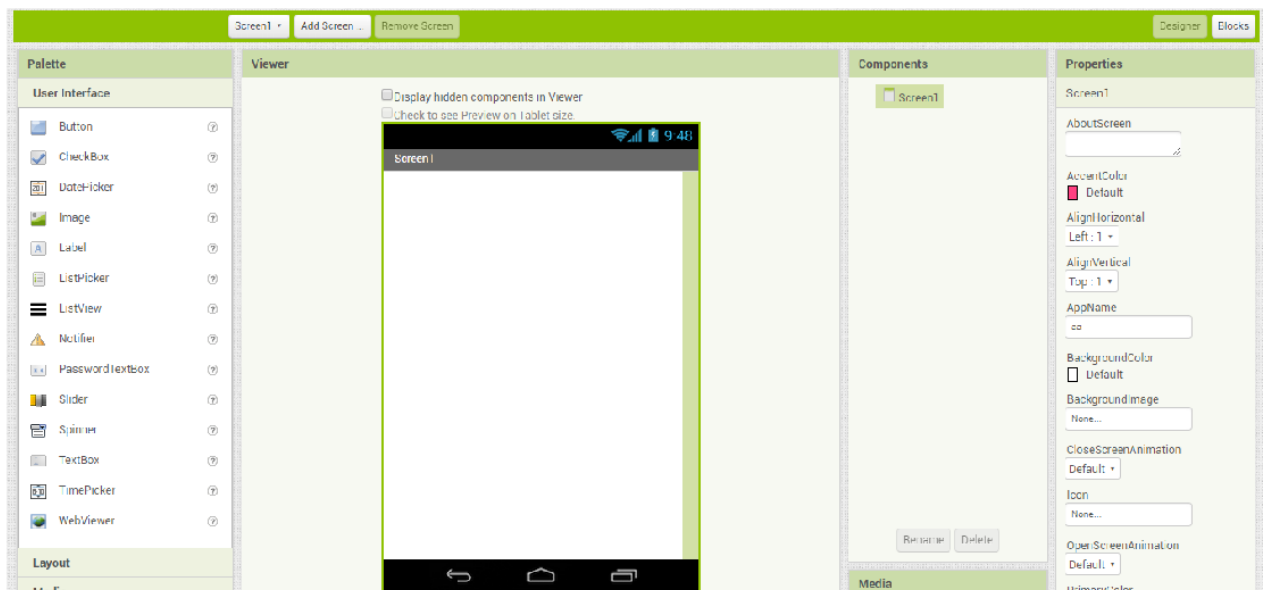 Screen1 Add Screen ... Remove Screen Designer Blocks
Palette
User Interface
Button
CheckBox
DatePicker
Image
Label
ListPicker
ListView
Notifier
PasswordTextBox
Slider
Spinner
TextBox
TimePicker
WebViewer
Layout
Viewer
Display hidden components in Viewer
Check to see Preview on Tablet size.
9:48
Screen1
Components
Screen1
Rename Delete
Media
Properties
Screen1
AboutScreen
AccentColor
Default
AlignHorizontal
Left : 1
AlignVertical
Top : 1
AppName
BackgroundColor
Default
BackgroundImage
None...
CloseScreenAnimation
Default
Icon
None...
OpenScreenAnimation
Default
PrimaryColor